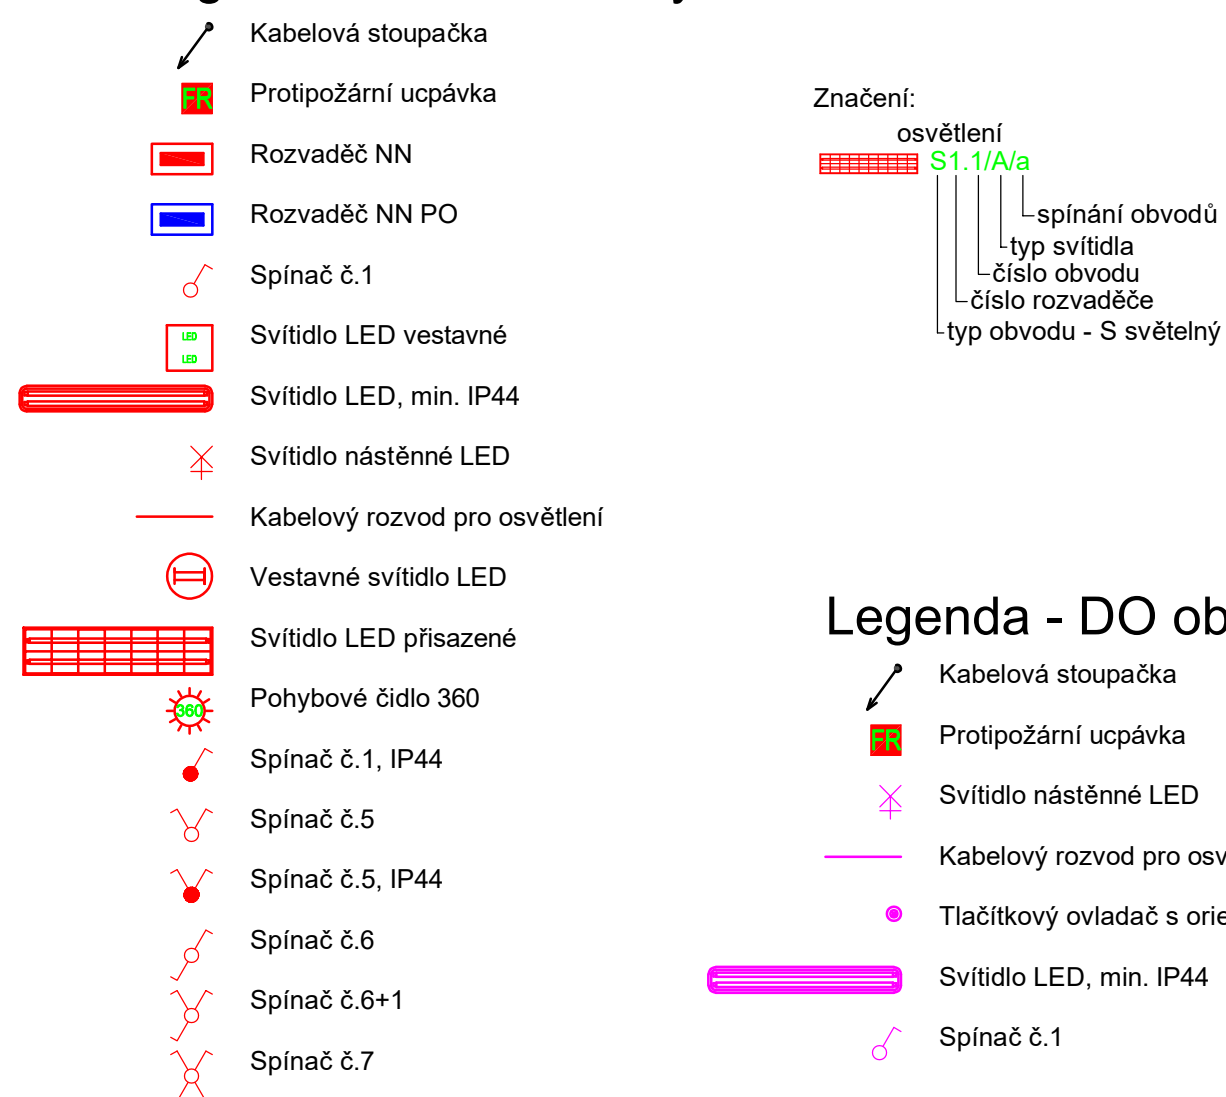 Kabelová stoupačka
FR Protipožární ucpávka
Rozvaděč NN
Rozvaděč NN PO
Spínač č.1
LED
LED
Svítidlo LED vestavné
Svítidlo LED, min. IP44
Svítidlo nástěnné LED
Kabelový rozvod pro osvětlení
Vestavné svítidlo LED
Svítidlo LED přisazené
360 Pohybové čidlo 360
Spínač č.1, IP44
Spínač č.5
Spínač č.5, IP44
Spínač č.6
Spínač č.6+1
Spínač č.7
Značení:
osvětlení
S1.1/A/a
spínání obvodů
typ svítidla
číslo obvodu
číslo rozvaděče
typ obvodu - S světelný
Legenda - DO ob
Kabelová stoupačka
FR Protipožární ucpávka
Svítidlo nástěnné LED
Kabelový rozvod pro osv
Tlačítkový ovladač s orie
Svítidlo LED, min. IP44
Spínač č.1